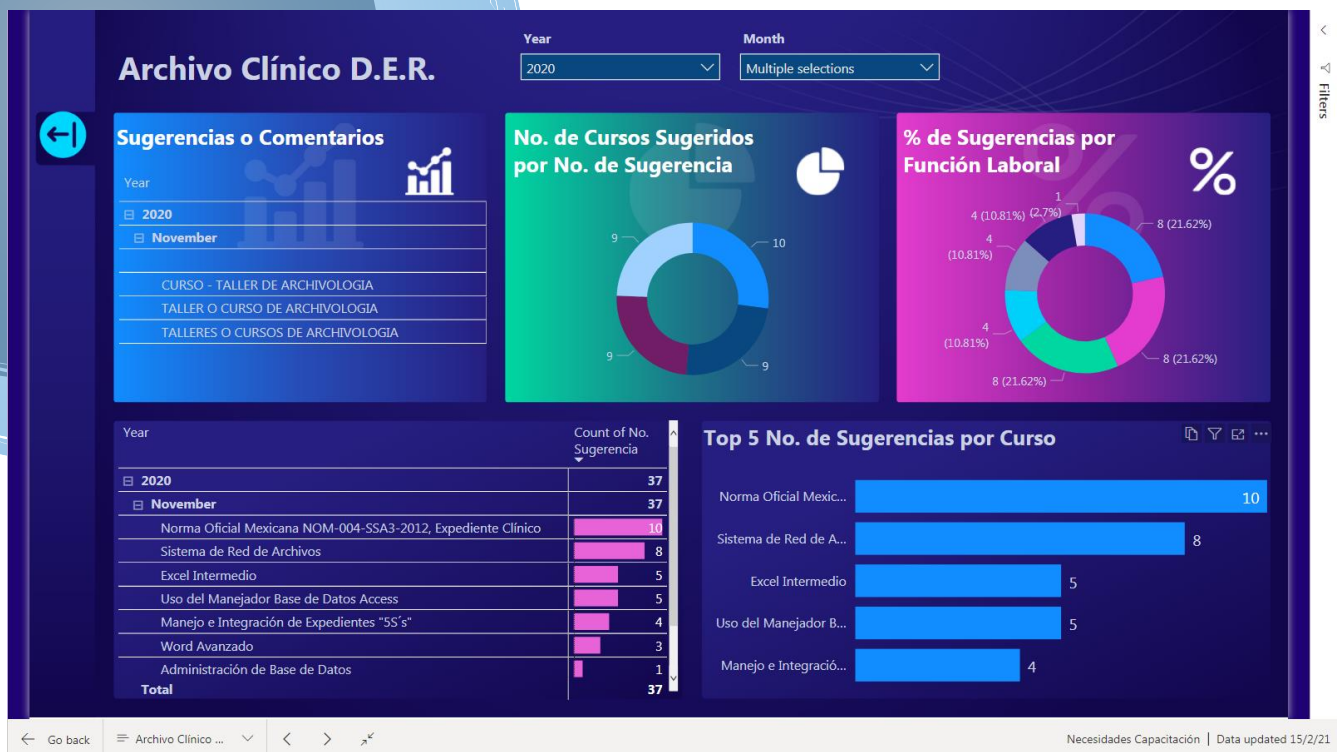 Archivo Clínico D.E.R.
Year
2020
Month
Multiple selections
Filters
Sugerencias o Comentarios
Year
2020
November
CURSO - TALLER DE ARCHIVOLOGIA
TALLER O CURSO DE ARCHIVOLOGIA
TALLERES O CURSOS DE ARCHIVOLOGIA
No. de Cursos Sugeridos
por No. de Sugerencia
9
10
9
9
% de Sugerencias por
Función Laboral
%
1
(2.7%)
4 (10.81%)
8 (21.62%)
4
(10.81%)
4
(10.81%)
8 (21.62%)
8 (21.62%)
Year
Count of No.
Sugerencia
2020 37
November 37
Norma Oficial Mexicana NOM-004-SSA3-2012, Expediente Clínico 10
Sistema de Red de Archivos 8
Excel Intermedio 5
Uso del Manejador Base de Datos Access 5
Manejo e Integración de Expedientes "5S´s" 4
Word Avanzado 3
Administración de Base de Datos 1
Total 37
Top 5 No. de Sugerencias por Curso
Norma Oficial Mexic... 10
Sistema de Red de A... 8
Excel Intermedio 5
Uso del Manejador B... 5
Manejo e Integració... 4
Go back
Archivo Clínico ...
Necesidades Capacitación | Data updated 15/2/21